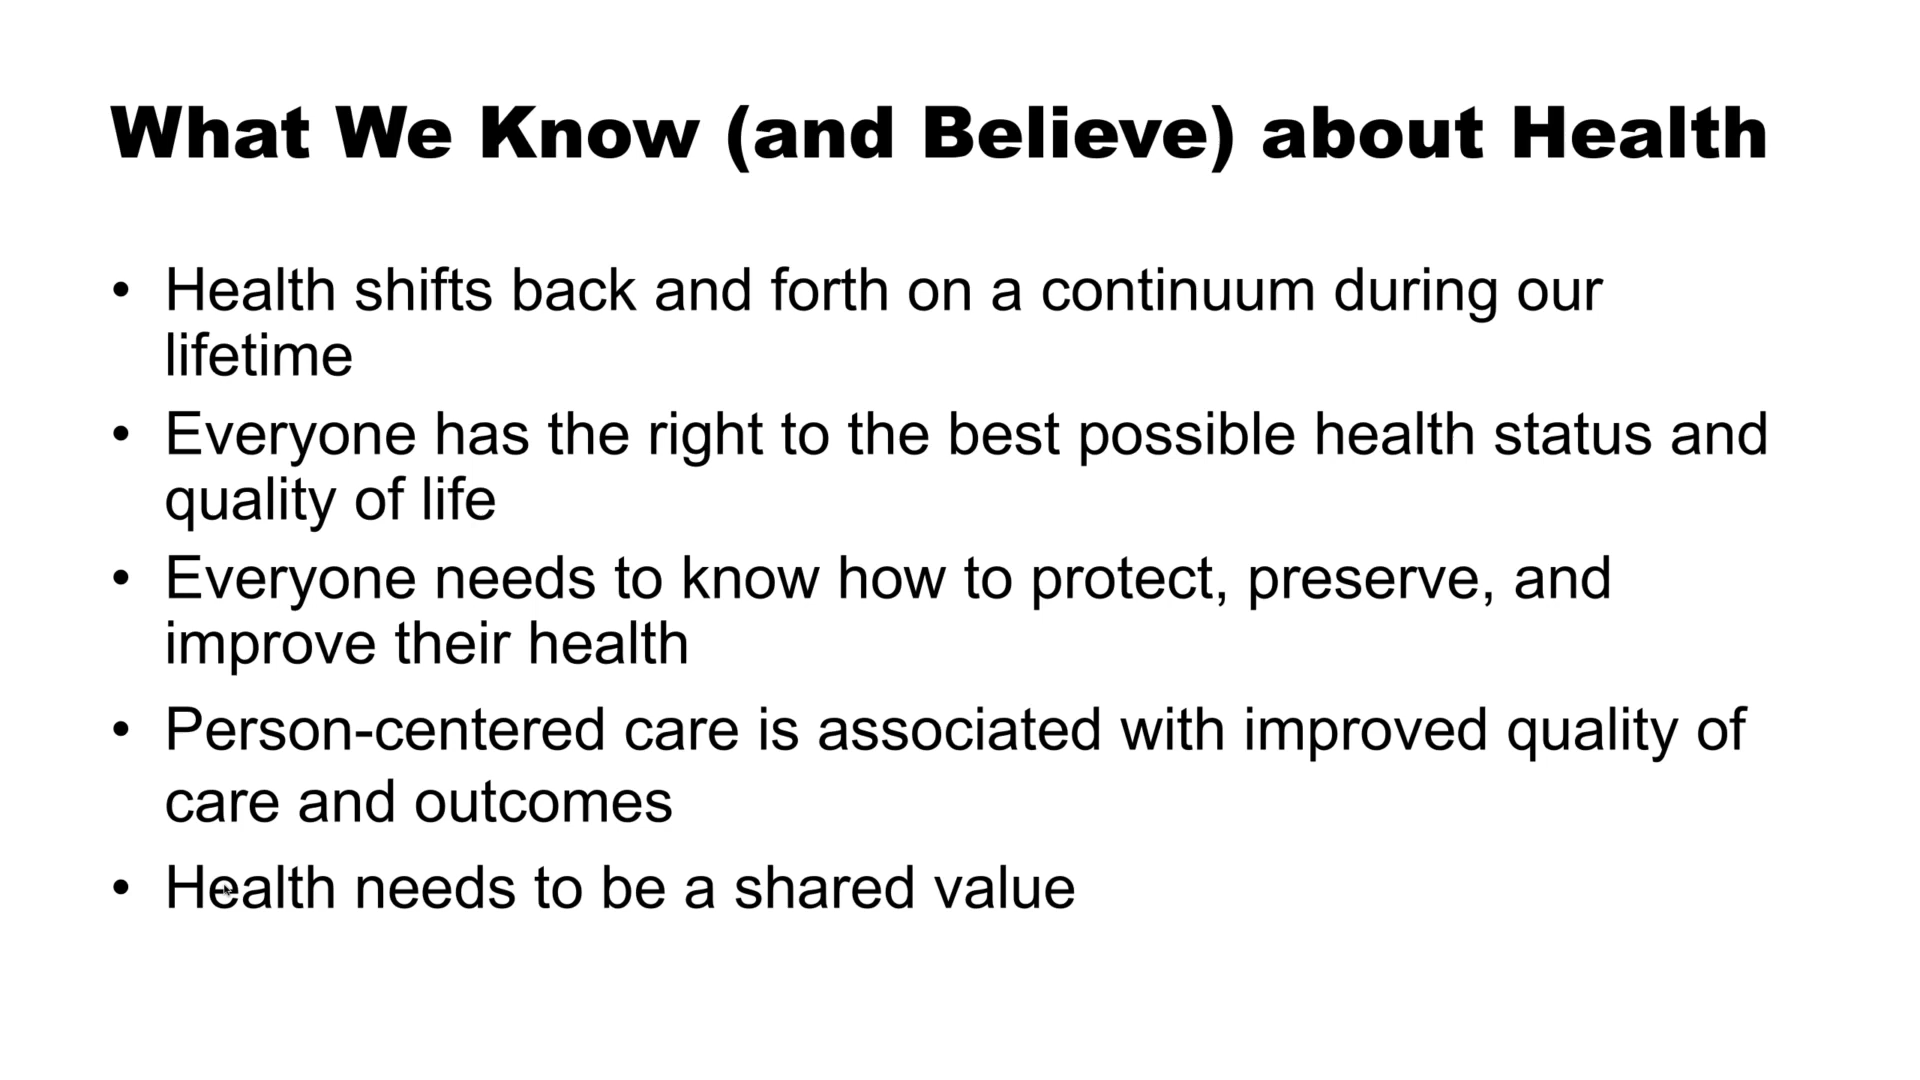 What We Know (and Believe) about Health
• Health shifts back and forth on a continuum during our
lifetime
• Everyone has the right to the best possible health status and
quality of life
• Everyone needs to know how to protect, preserve, and
improve their health
• Person-centered care is associated with improved quality of
care and outcomes
• Health needs to be a shared value